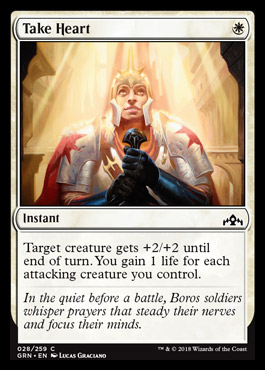 Take Heart
Instant
Target creature gets +2/+2 until
end of turn. You gain 1 life for each
attacking creature you control.
In the quiet before a battle, Boros soldiers
whisper prayers that steady their nerves
and focus their minds.
028/259 C
GRN • EN Lucas Graciano
™ & © 2018 Wizards of the Coast